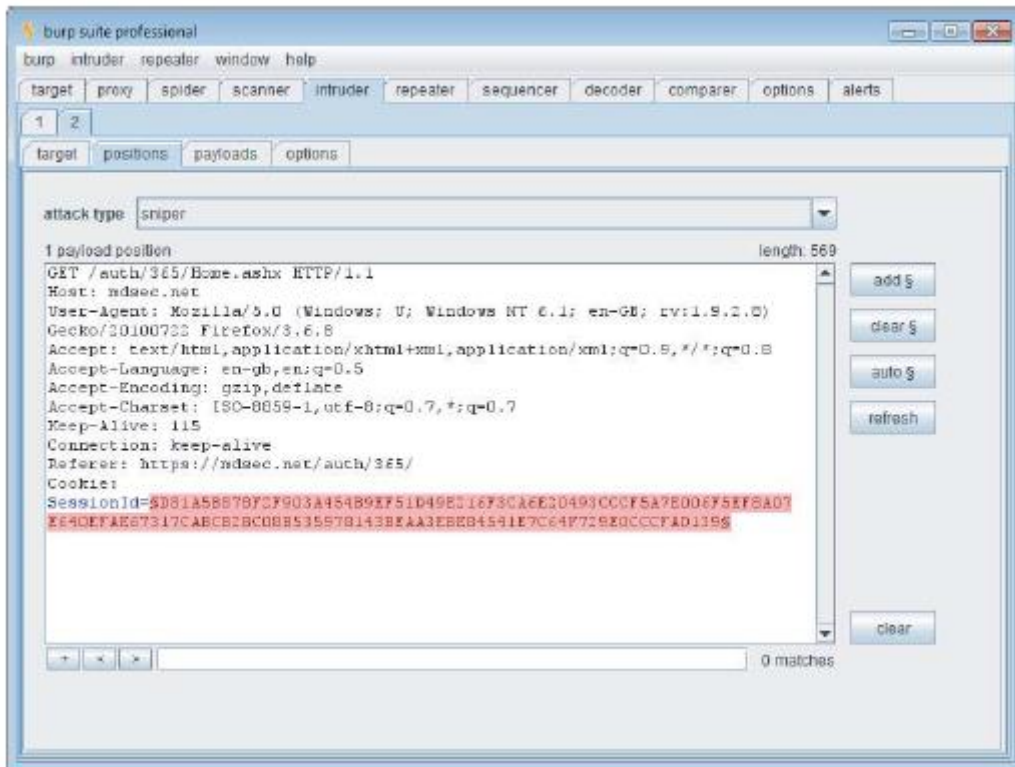 burp suite professional
burp intruder repeater window help
target proxy spider scanner intruder repeater sequencer decoder comparer options alerts
1 2
target positions payloads options
attack type sniper
1 payload position length: 569
GET /auth/365/Home.ashx HTTP/1.1
Host: mdsec.net
User-Agent: Mozilla/5.0 (Windows; U; Windows NT 6.1; en-GB; rv:1.9.2.8)
Gecko/20100722 Firefox/3.6.8
Accept: text/html,application/xhtml+xml,application/xml;q=0.9,*/*;q=0.8
Accept-Language: en-gb,en;q=0.5
Accept-Encoding: gzip,deflate
Accept-Charset: ISO-8859-1,utf-8;q=0.7,*;q=0.7
Keep-Alive: 115
Connection: keep-alive
Referer: https://mdsec.net/auth/365/
Cookie:
SessionId=
add §
clear §
auto §
refresh
clear
+ < > 0 matches